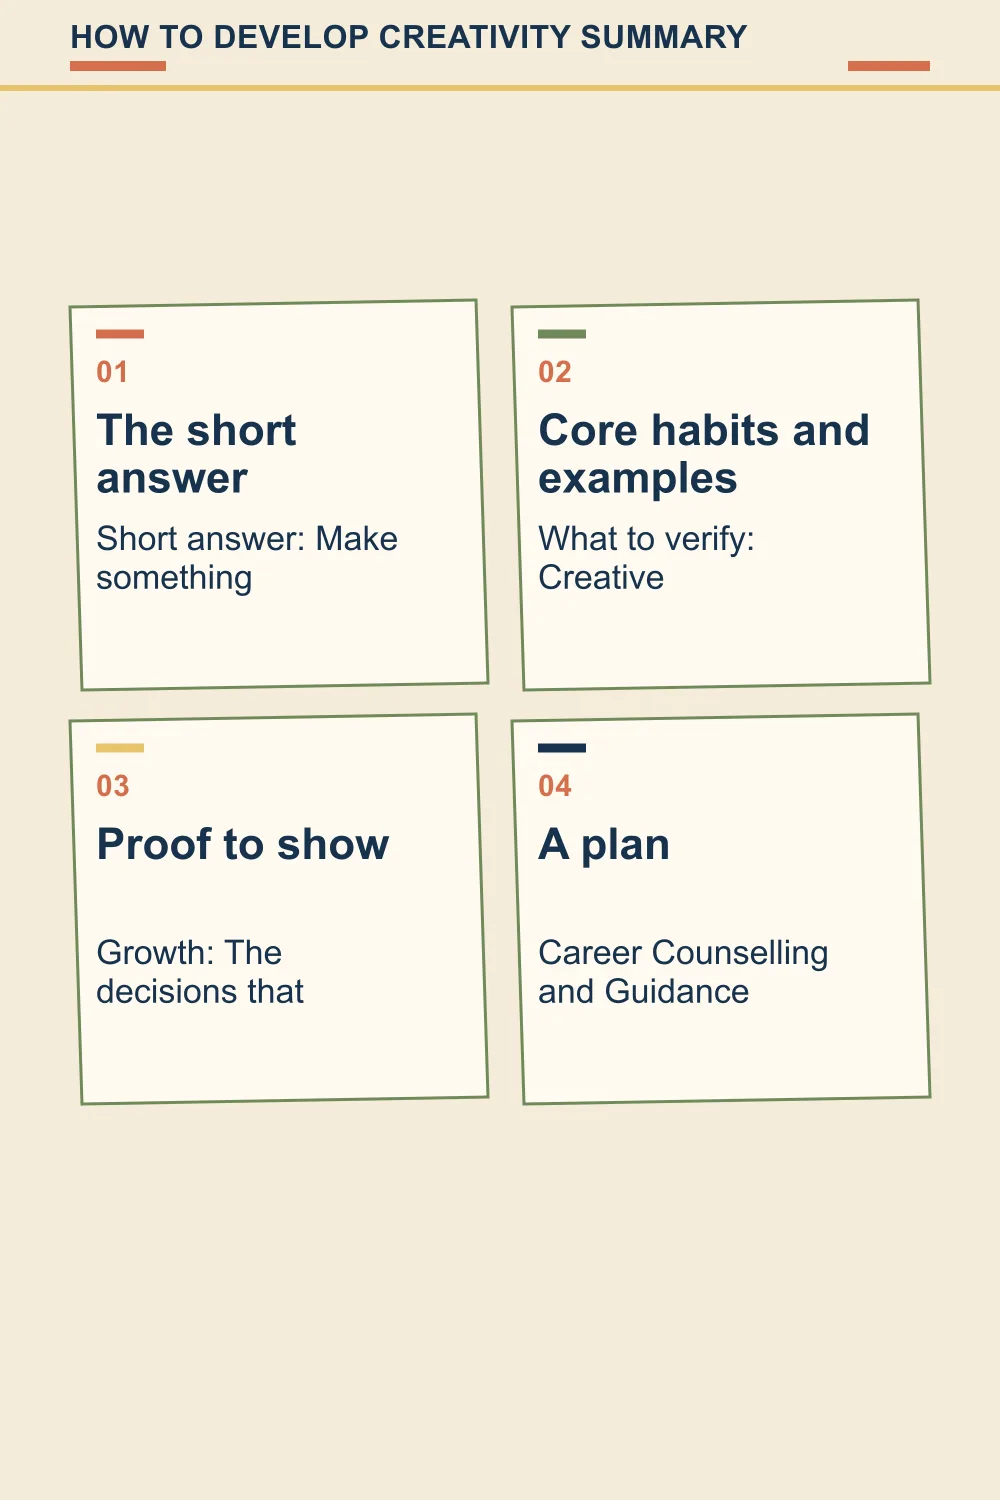 HOW TO DEVELOP CREATIVITY SUMMARY
01
The short
answer
Short answer: Make
something
02
Core habits and
examples
What to verify:
Creative
03
Proof to show
Growth: The
decisions that
04
A plan
Career Counselling
and Guidance